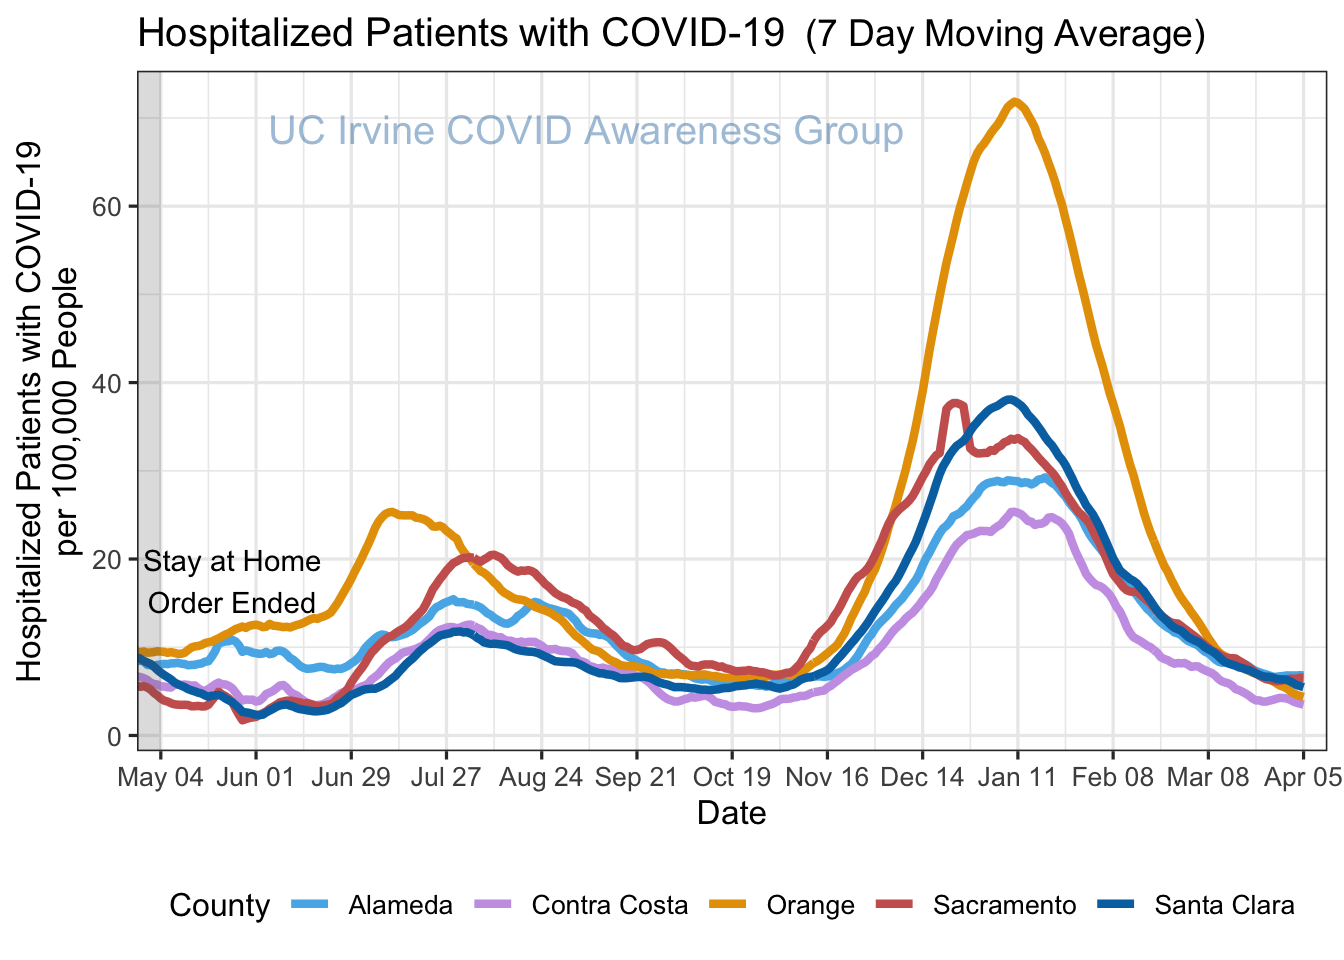 Hospitalized Patients with COVID-19 (7 Day Moving Average)
UC Irvine COVID Awareness Group
Hospitalized Patients with COVID-19
per 100,000 People
60
40
20
0
Stay at Home
Order Ended
May 04 Jun 01 Jun 29 Jul 27 Aug 24 Sep 21 Oct 19 Nov 16 Dec 14 Jan 11 Feb 08 Mar 08 Apr 05
Date
County Alameda Contra Costa Orange Sacramento Santa Clara